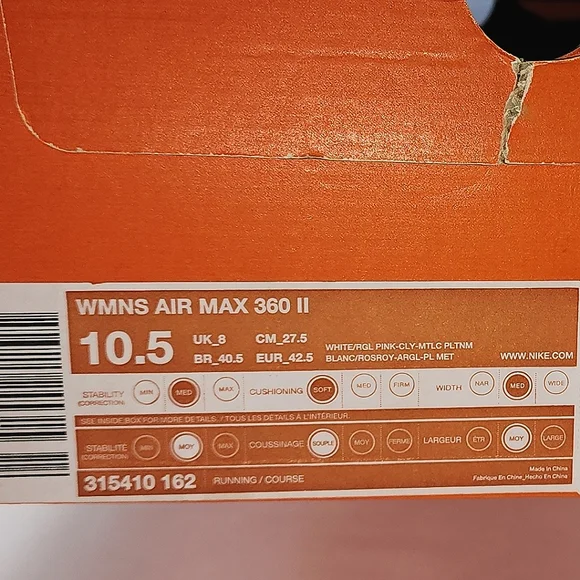 WMNS AIR MAX 360 II
10.5 UK_8 CM_27.5
BR_40.5 EUR_42.5
WHITE/RGL PINK-CLY-MTLC PLTNM
BLANC/ROSROY-ARGL-PL MET
WWW.NIKE.COM
STABILITY (CORRECTION) MIN MED MAX CUSHIONING SOFT MED FIRM WIDTH NAR MED WIDE
SEE INSIDE BOX FOR MORE DETAILS. / TOUS LES DÉTAILS À L'INTÉRIEUR.
STABILITÉ (CORRECTION) MIN MOY MAX COUSSINAGE SOUPLE MOY FERME LARGEUR ÉTR MOY LARGE
315410 162 RUNNING / COURSE
Made In China
Fabrique En Chine_Hecho En Chine